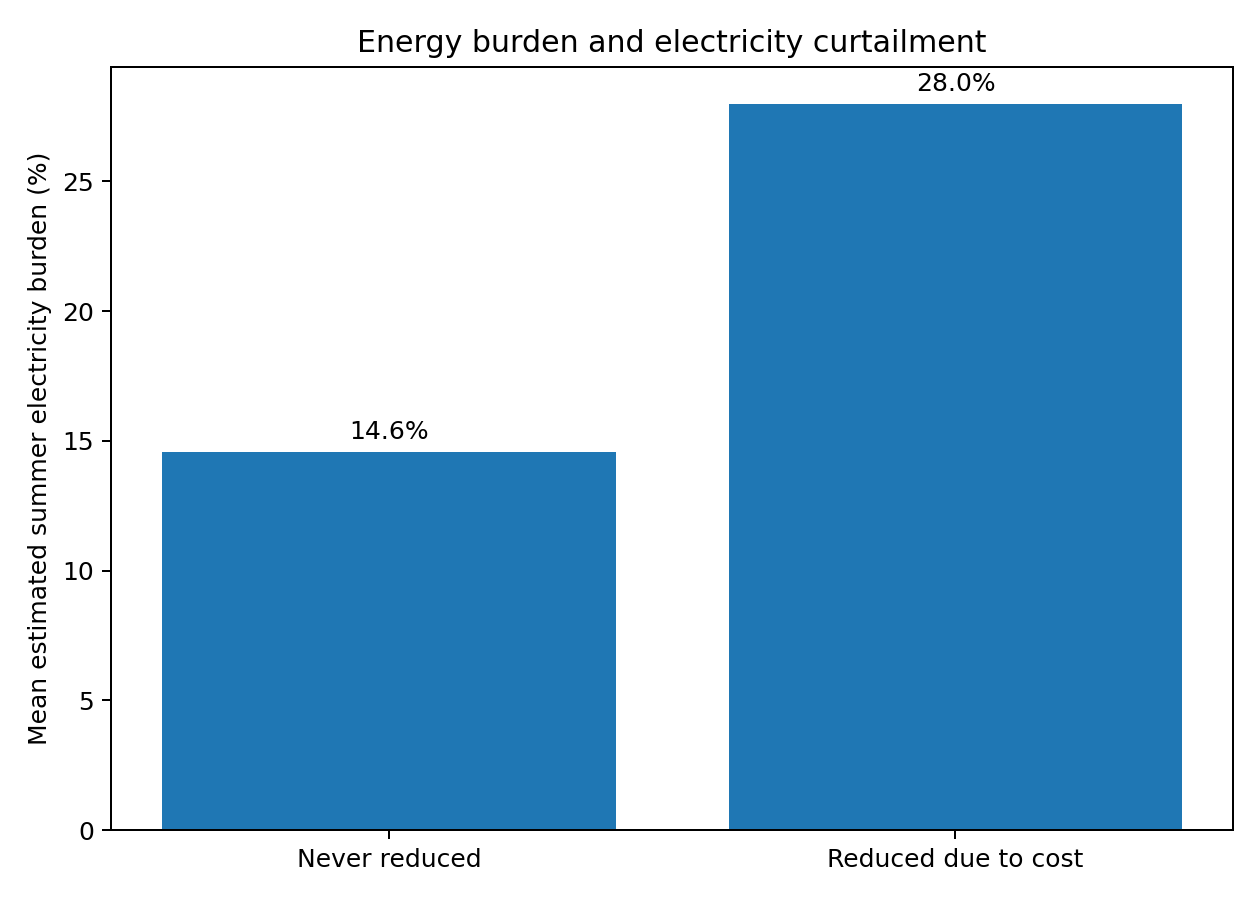 Energy burden and electricity curtailment
Mean estimated summer electricity burden (%)
28.0%
25
20
15
14.6%
10
5
0
Never reduced
Reduced due to cost